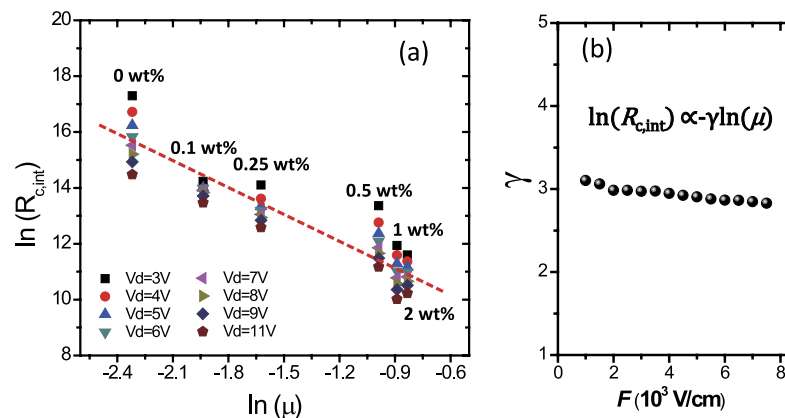 (a)
(b)
20
18
16
14
12
10
8
ln (R_c,int)
-2.4
-2.1
-1.8
-1.5
-1.2
-0.9
-0.6
ln (μ)
0 wt%
0.1 wt%
0.25 wt%
0.5 wt%
1 wt%
2 wt%
Vd=3V
Vd=4V
Vd=5V
Vd=6V
Vd=7V
Vd=8V
Vd=9V
Vd=11V
5
4
3
2
1
γ
ln(R_c,int) ∝-γln(μ)
0
2
4
6
8
F (10³ V/cm)